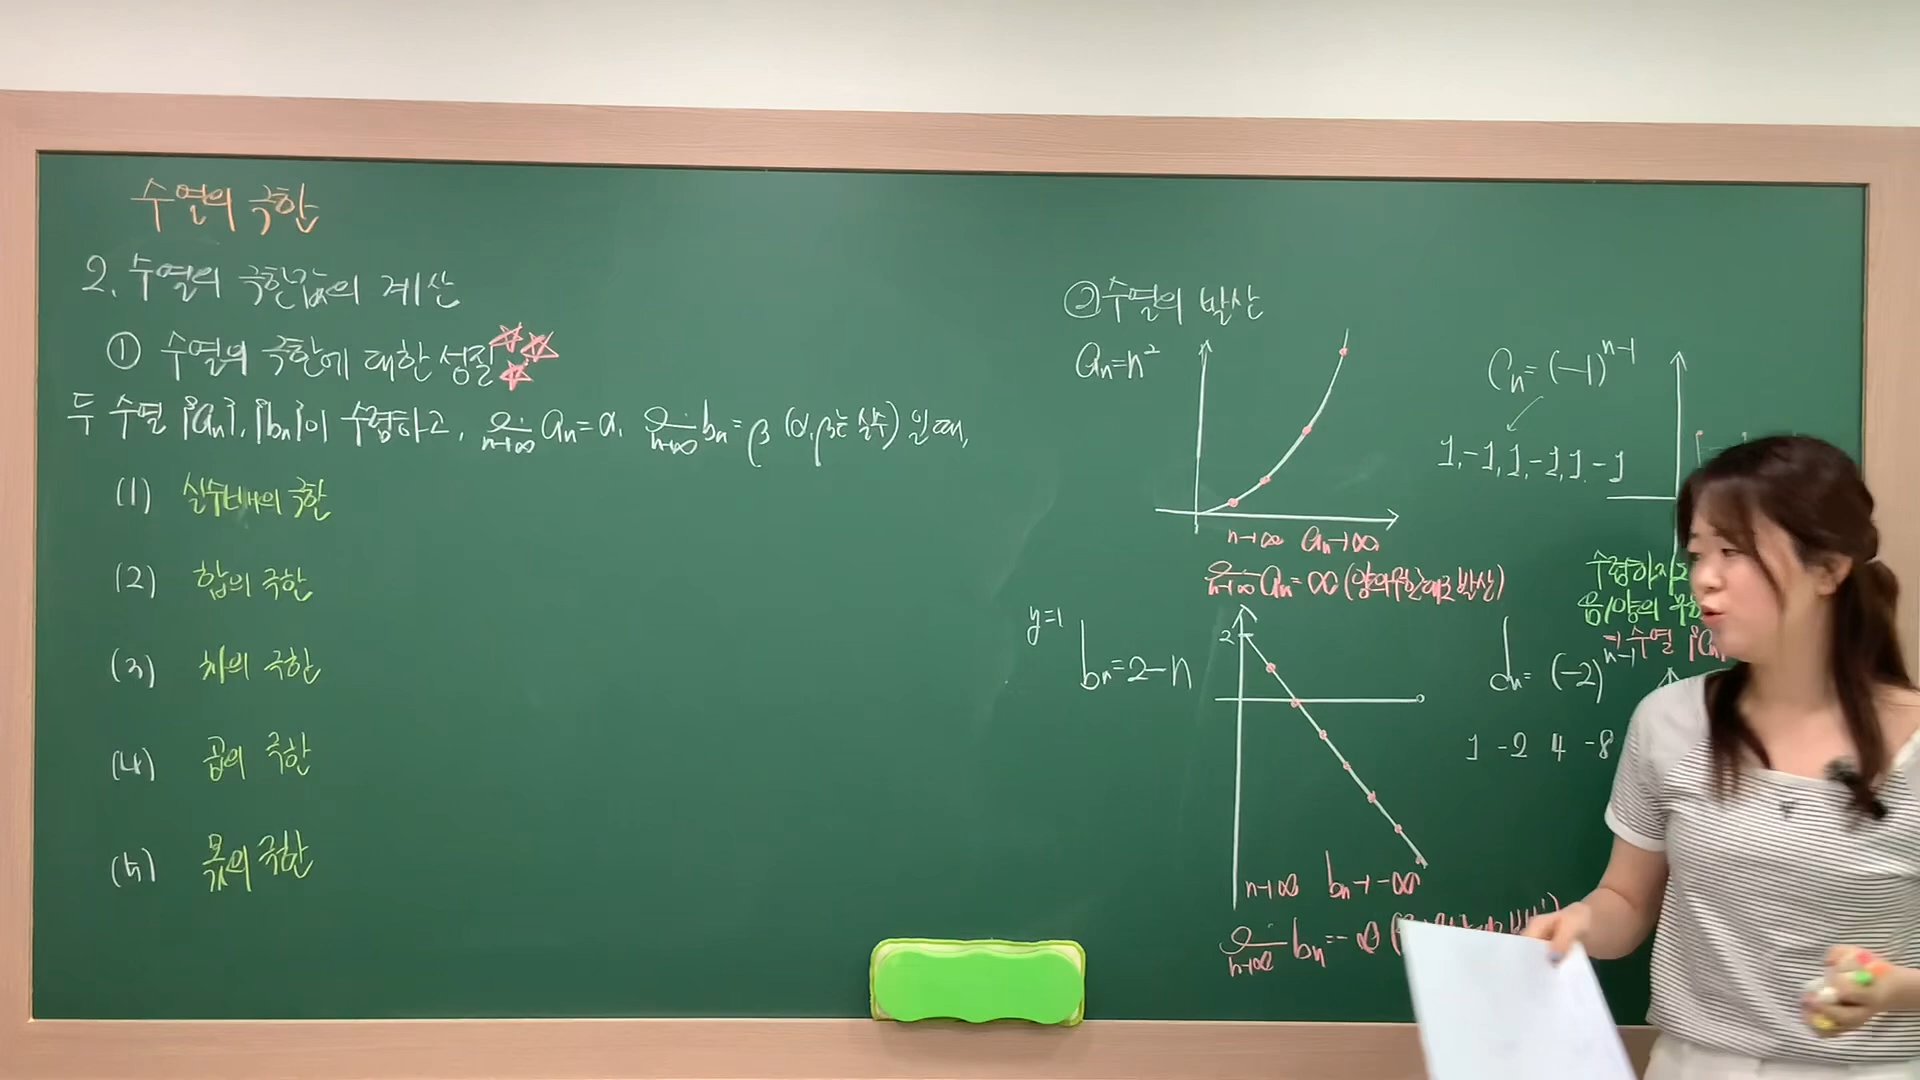 수열의 극한
2. 수열의 극한값의 계산
① 수열의 극한에 대한 성질
두 수열 {aₙ}, {bₙ}이 수렴하고, lim n→∞ aₙ=α, lim n→∞ bₙ=β (α,β는 실수) 일 때,
(1) 실수배의 극한
(2) 합의 극한
(3) 차의 극한
(4) 곱의 극한
(5) 몫의 극한
② 수열의 발산
aₙ=n²
n→∞ aₙ→∞
lim n→∞ aₙ=∞ (양의 무한대로 발산)
y=1
bₙ=2-n
2
n→∞ bₙ→-∞
lim n→∞ bₙ=-∞
Cₙ=(-1)ⁿ⁻¹
1,-1,1,-1,1,-1
음/양의
수열
dₙ=(-2)ⁿ⁻¹
1 -2 4 -8